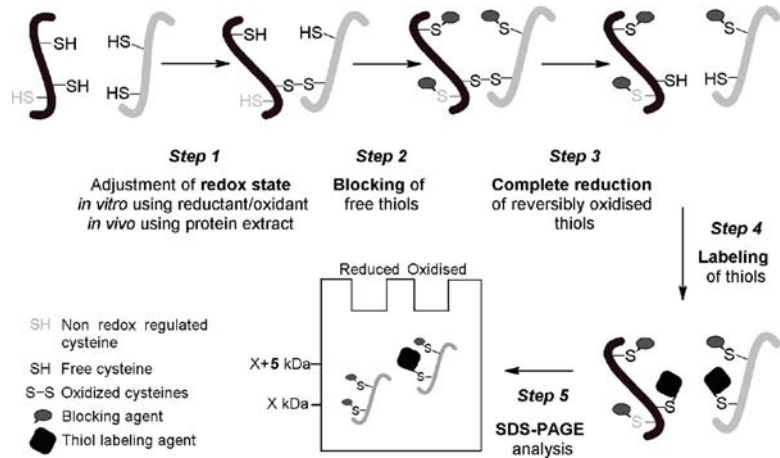 SH
HS
SH
HS
HS
SH
HS
S–S
HS
S
S
S–S
S
S
S
SH
HS
S
Step 1
Adjustment of redox state
in vitro using reductant/oxidant
in vivo using protein extract
Step 2
Blocking of
free thiols
Step 3
Complete reduction
of reversibly oxidised
thiols
Step 4
Labeling
of thiols
Reduced Oxidised
X+5 kDa
X kDa
S
S
S
S
S
S
S
S
S
Step 5
SDS-PAGE
analysis
SH Non redox regulated
cysteine
SH Free cysteine
S–S Oxidized cysteines
Blocking agent
Thiol labeling agent